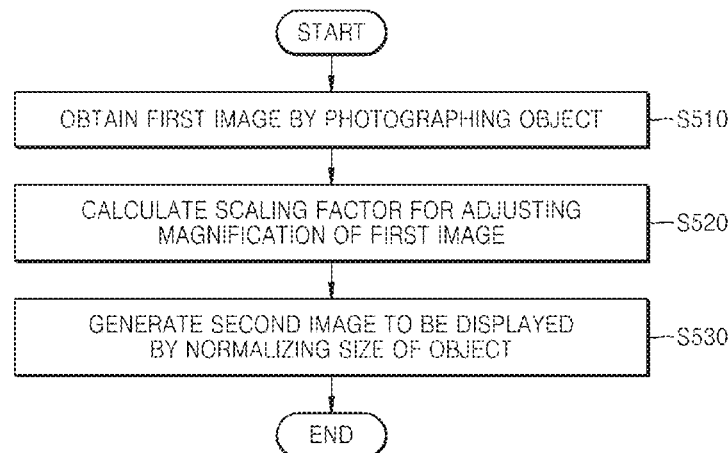 START
OBTAIN FIRST IMAGE BY PHOTOGRAPHING OBJECT
S510
CALCULATE SCALING FACTOR FOR ADJUSTING
MAGNIFICATION OF FIRST IMAGE
S520
GENERATE SECOND IMAGE TO BE DISPLAYED
BY NORMALIZING SIZE OF OBJECT
S530
END